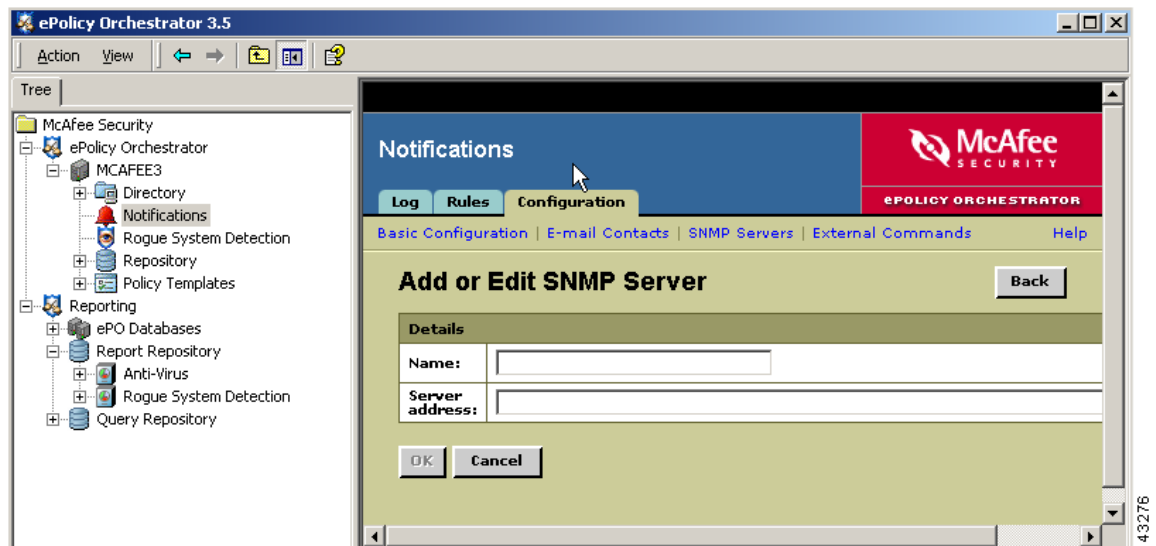 ePolicy Orchestrator 3.5
Action View
Tree
McAfee Security
ePolicy Orchestrator
MCAFEE3
Directory
Notifications
Rogue System Detection
Repository
Policy Templates
Reporting
ePO Databases
Report Repository
Anti-Virus
Rogue System Detection
Query Repository
Notifications
McAfee
SECURITY
Log Rules Configuration
ePOLICY ORCHESTRATOR
Basic Configuration | E-mail Contacts | SNMP Servers | External Commands Help
Add or Edit SNMP Server
Back
Details
Name:
Server
address:
OK Cancel
43276